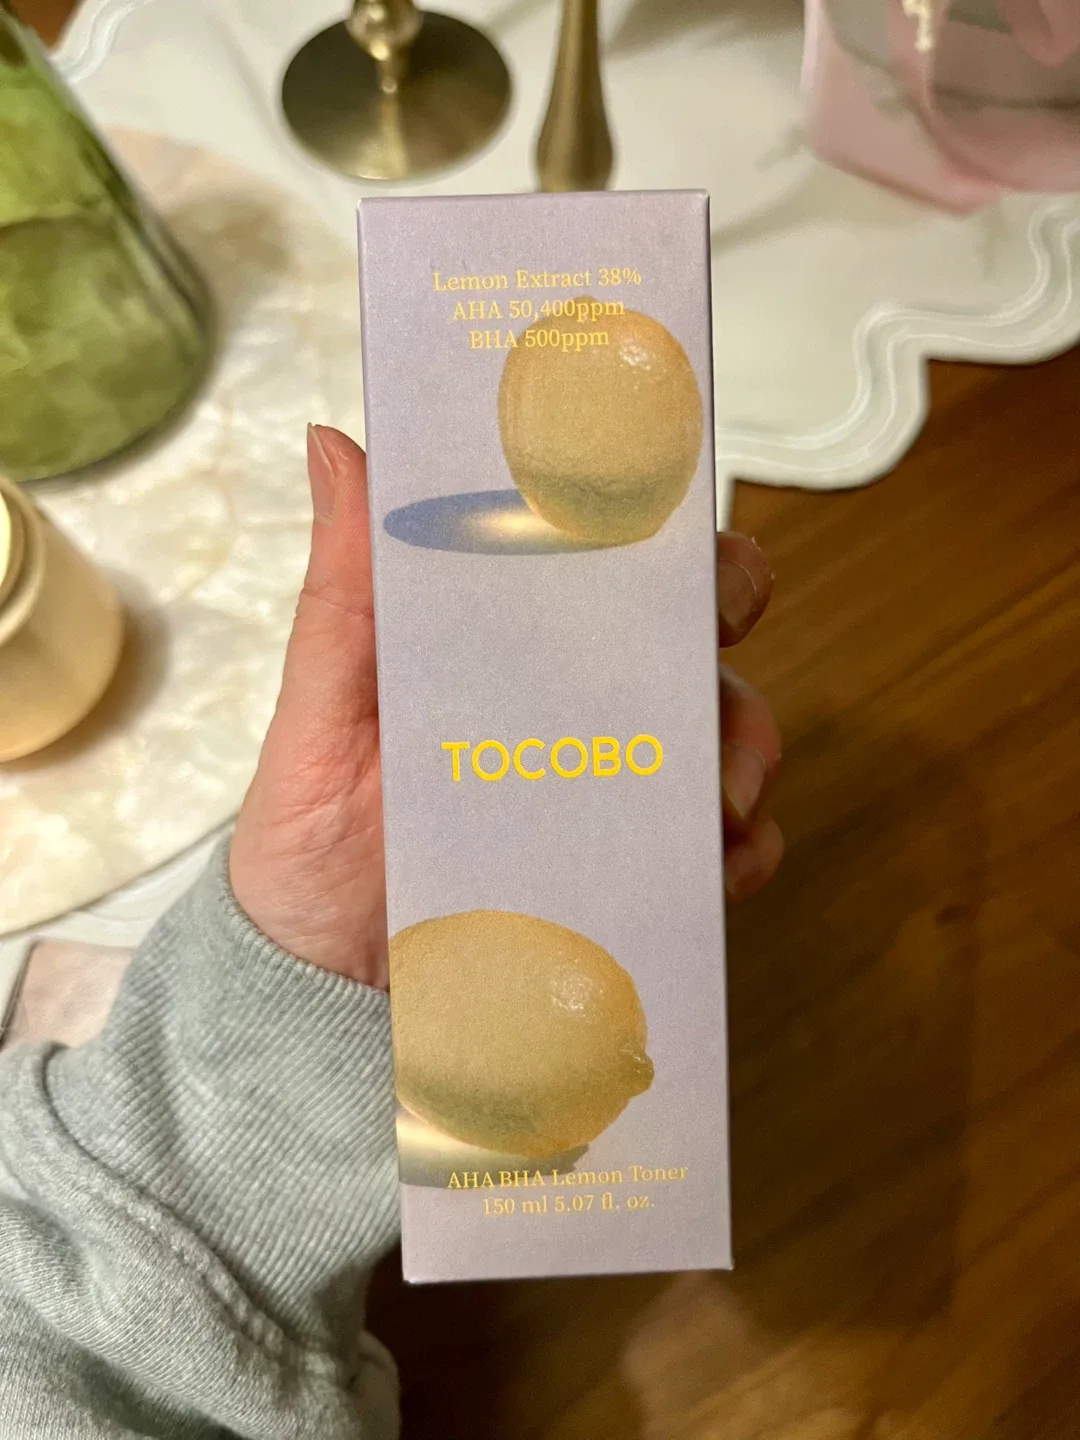 Lemon Extract 38%
AHA 50,400ppm
BHA 500ppm
TOCOBO
AHA BHA Lemon Toner
150 ml 5.07 fl. oz.